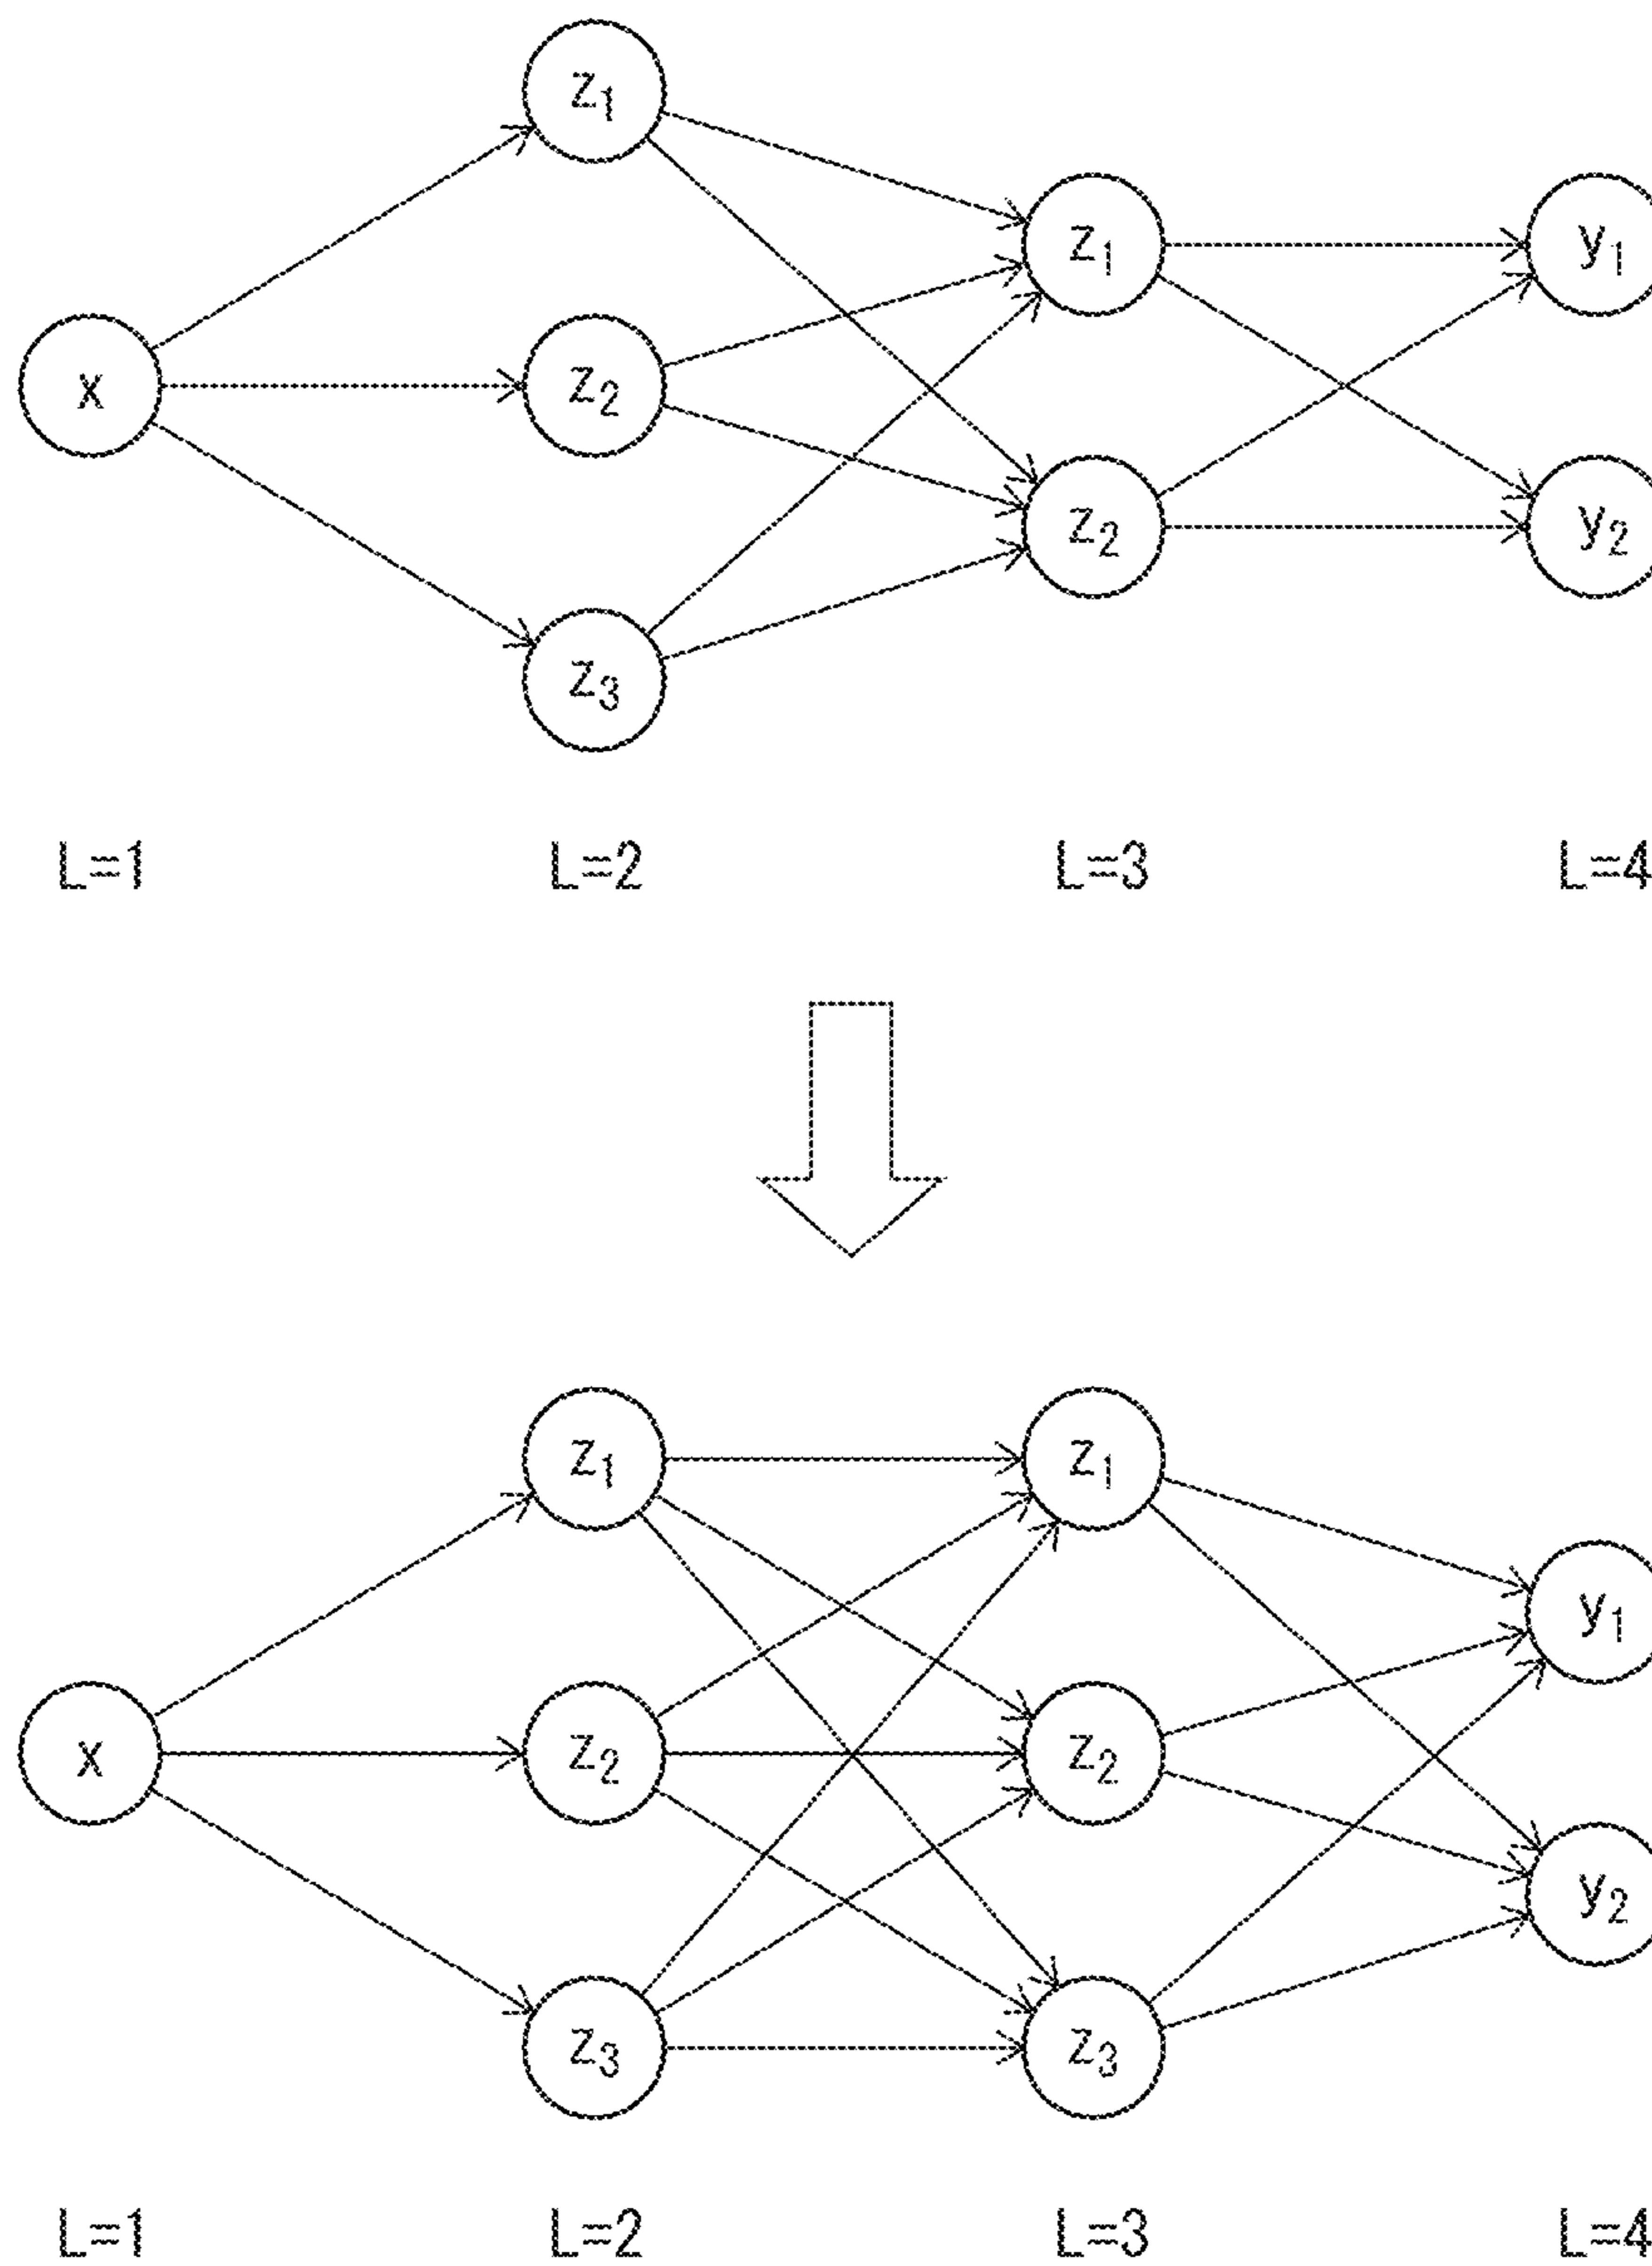 z₁
z₁ y₁
x z₂
z₂ y₂
z₃
L=1 L=2 L=3 L=4
z₁ z₁
y₁
x z₂ z₂
y₂
z₃ z₃
L=1 L=2 L=3 L=4